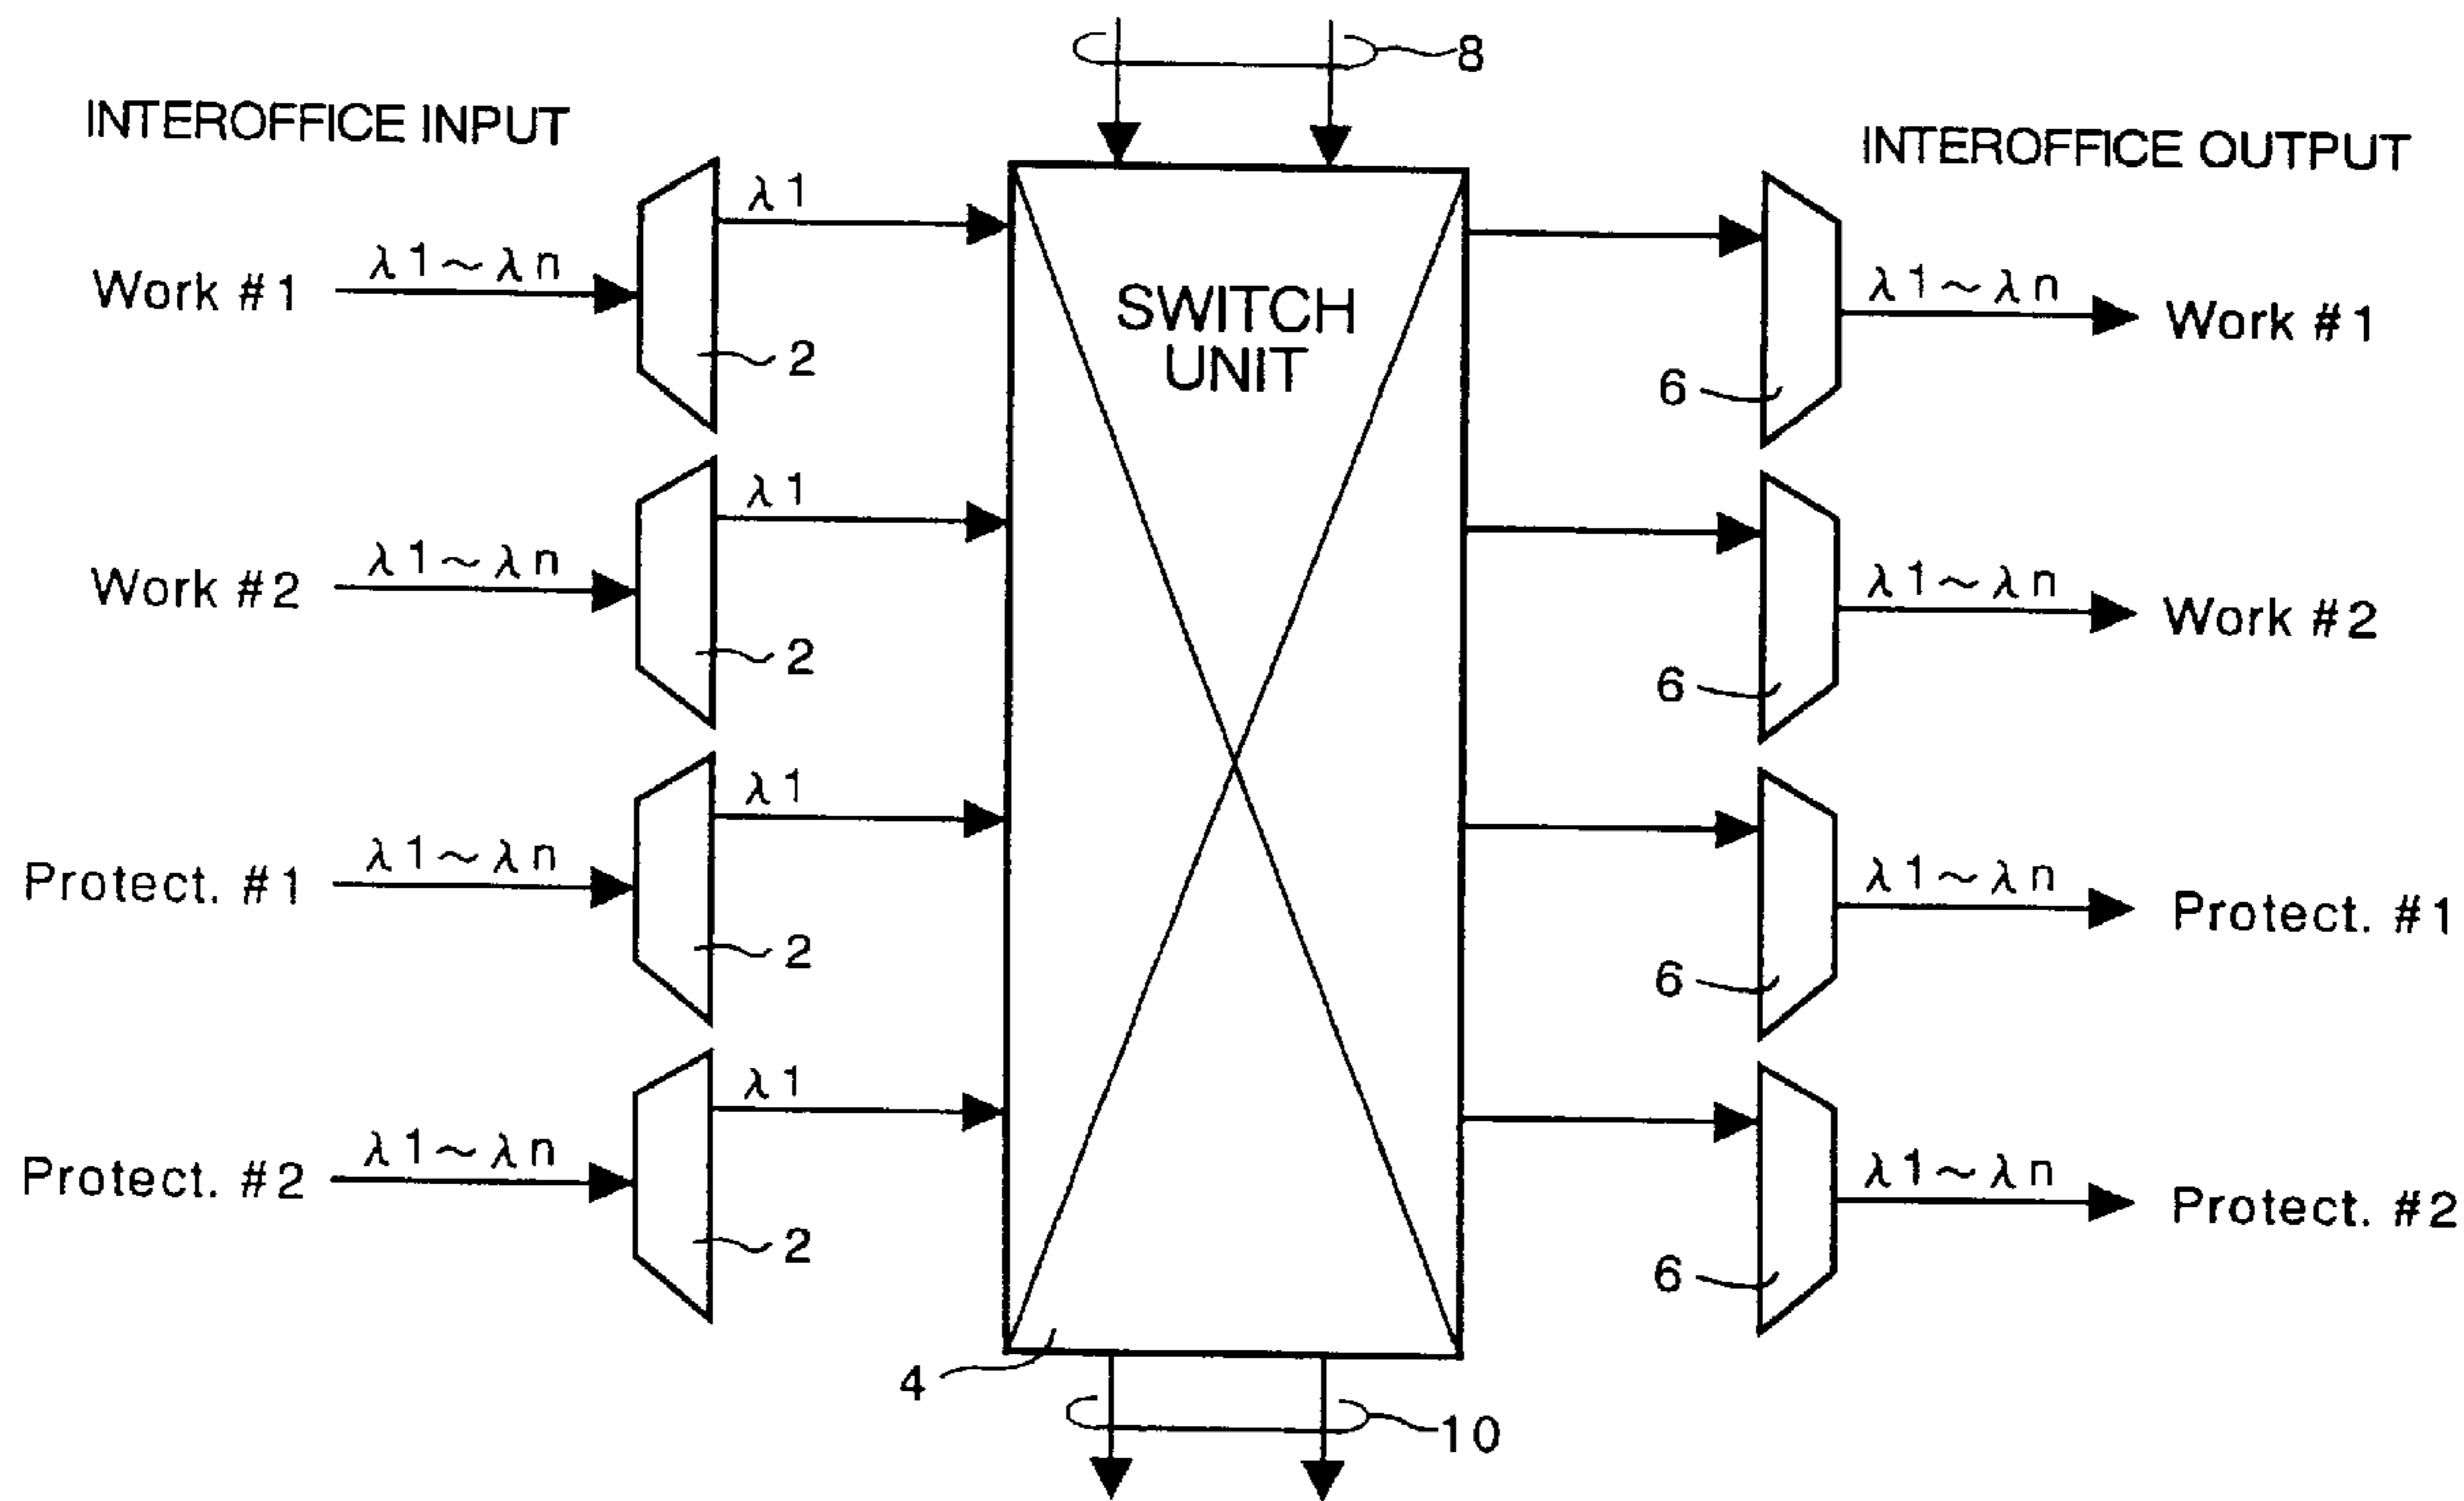 8
INTEROFFICE INPUT
INTEROFFICE OUTPUT
λ1
Work #1
λ1~λn
2
SWITCH
UNIT
λ1~λn
Work #1
6
λ1
Work #2
λ1~λn
2
λ1~λn
Work #2
6
λ1
Protect. #1
λ1~λn
2
λ1~λn
Protect. #1
6
λ1
Protect. #2
λ1~λn
2
λ1~λn
Protect. #2
6
4
10